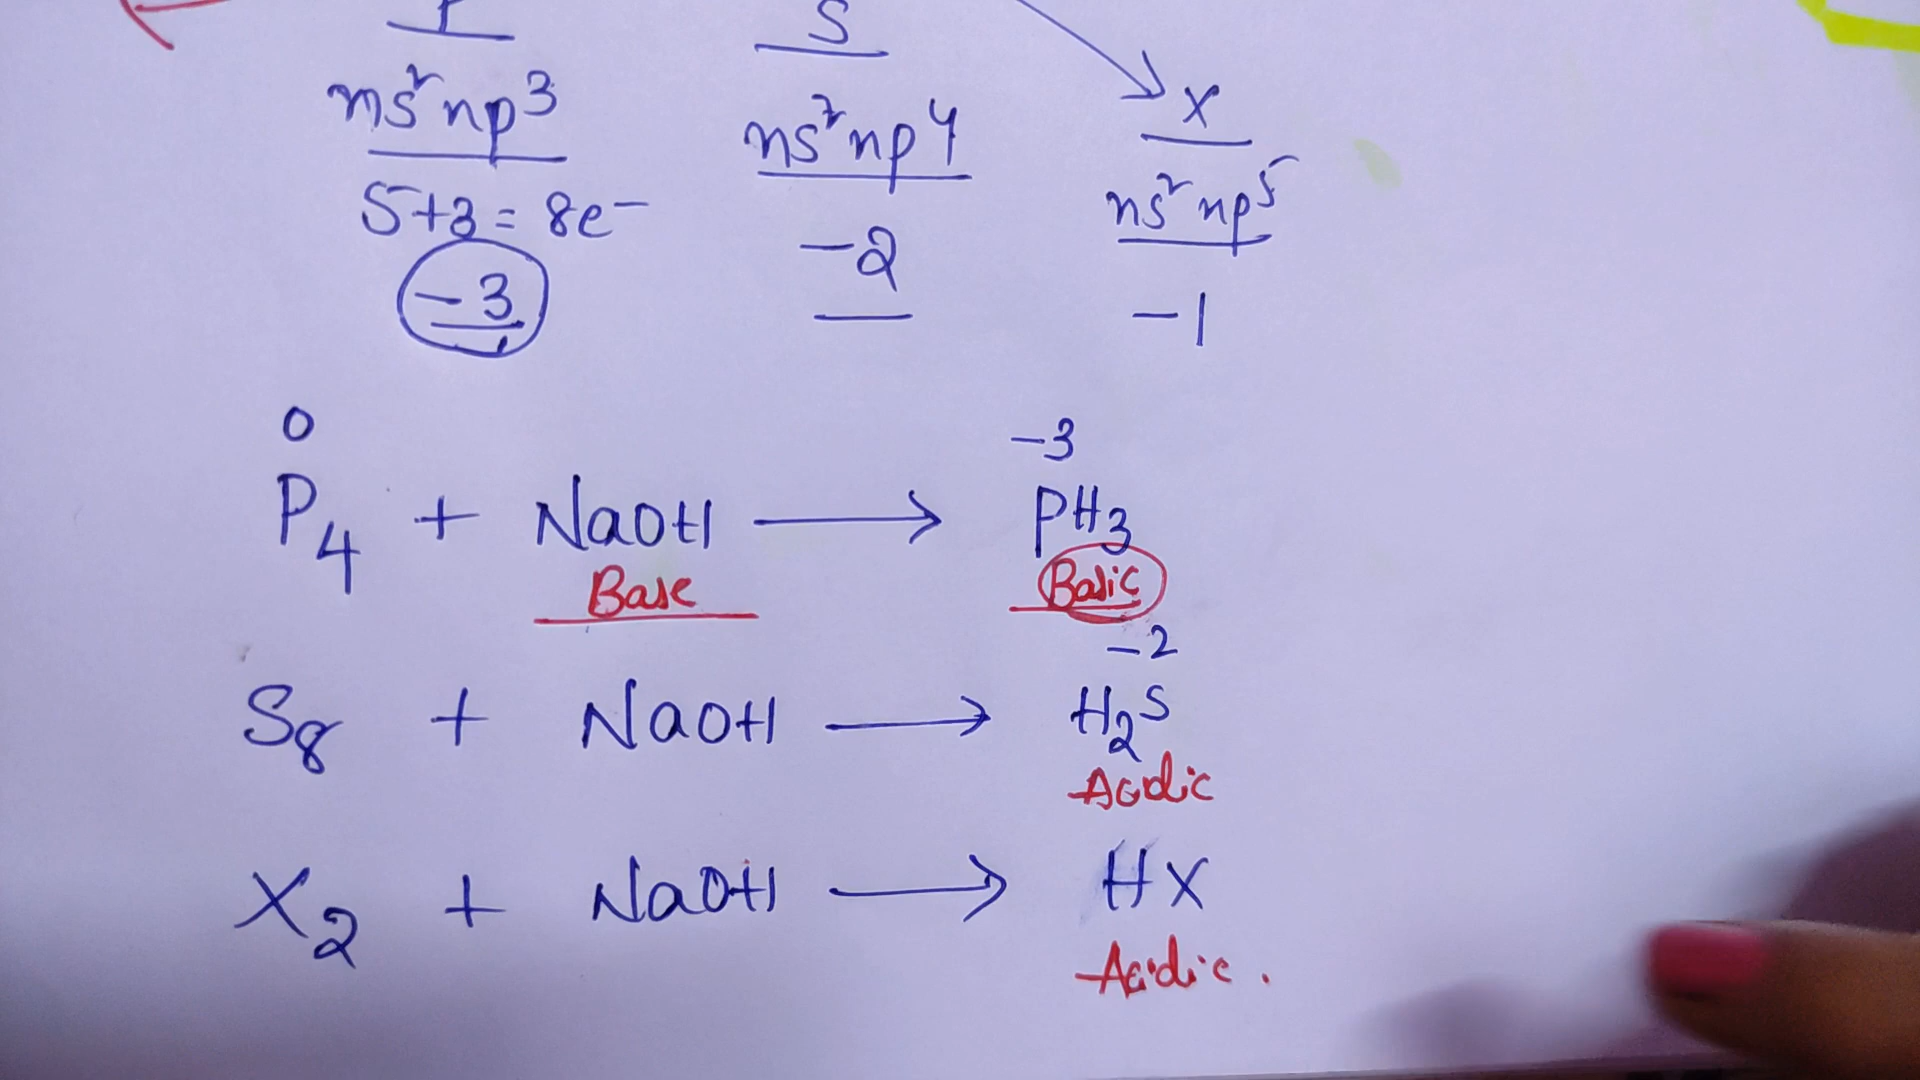 P S
ns²np³ ns²np⁴ X
5+3 = 8e⁻ ns²np⁵
-3 -2 -1
0 -3
P₄ + NaOH ⟶ PH₃
Base Basic
-2
S₈ + NaOH ⟶ H₂S
Acidic
X₂ + NaOH ⟶ HX
Acidic.